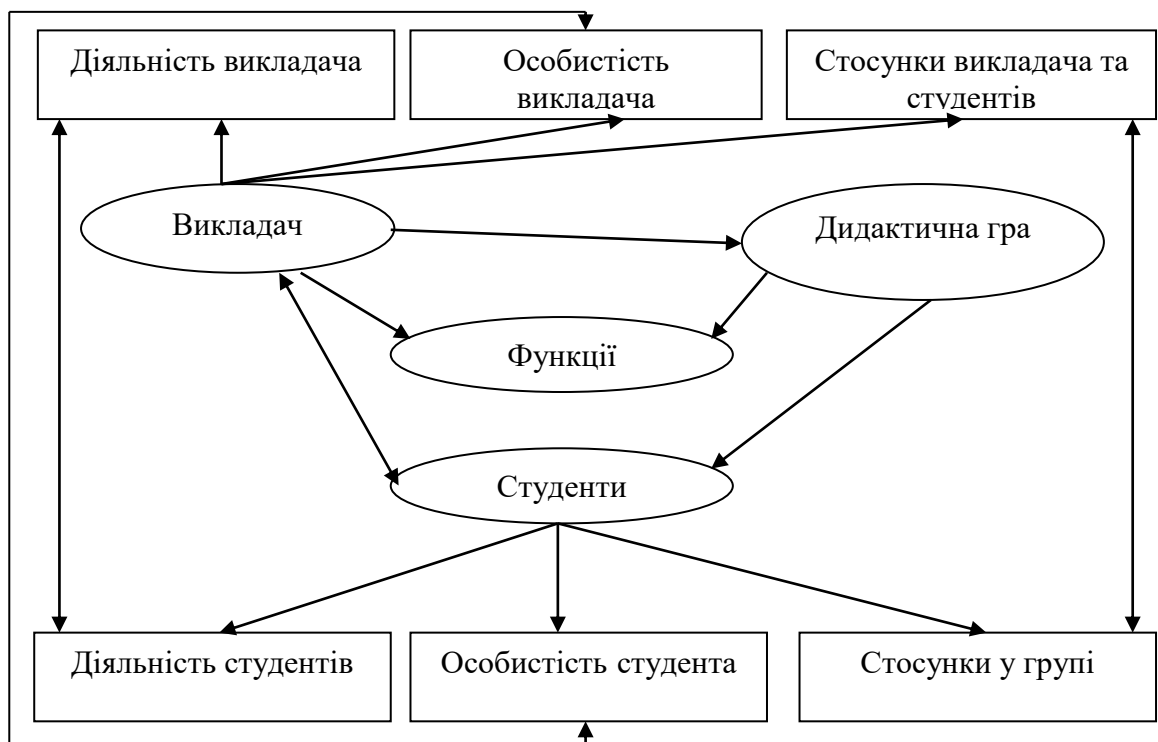 Діяльність викладача
Особистість
викладача
Стосунки викладача та
студентів
Викладач
Дидактична гра
Функції
Студенти
Діяльність студентів
Особистість студента
Стосунки у групі